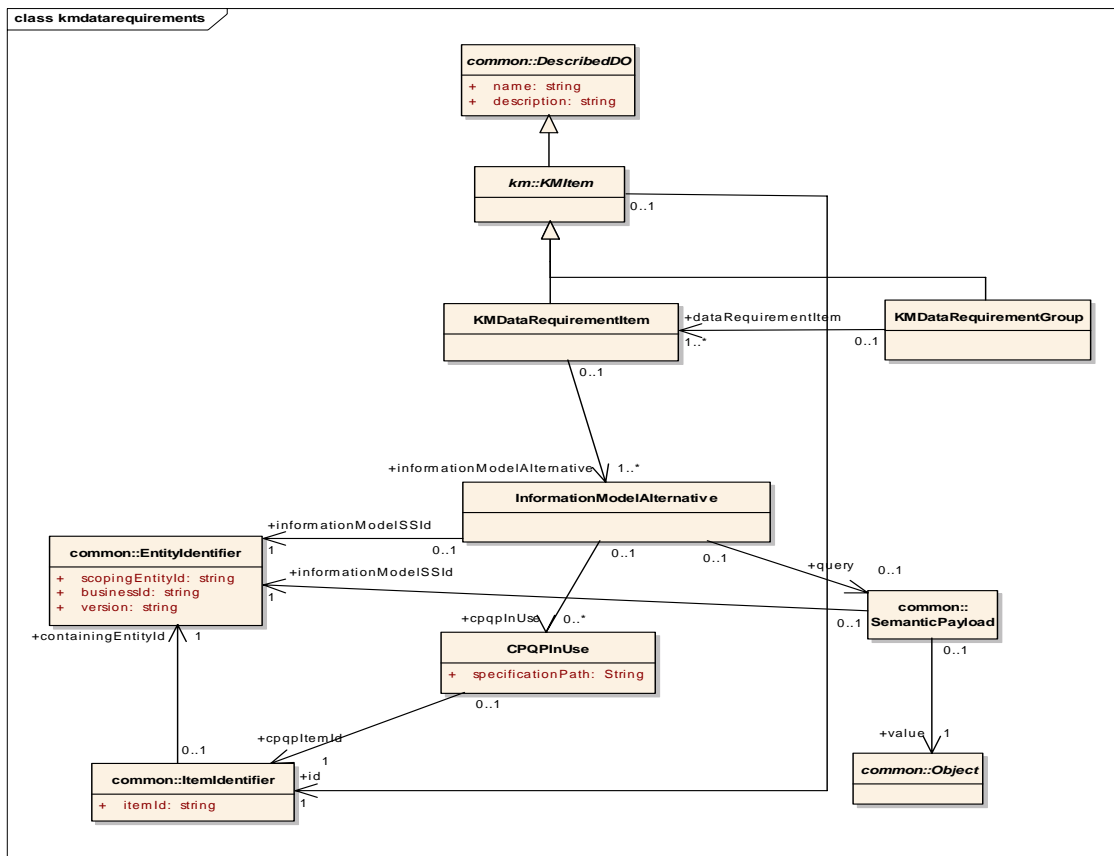 class kmdatarequirements
common::DescribedDO
+ name: string
+ description: string
km::KMItem
0..1
KMDataRequirementItem
+dataRequirementItem
1..*
0..1
KMDataRequirementGroup
0..1
+informationModelAlternative
1..*
InformationModelAlternative
+informationModelSSId
1
0..1
0..1
0..1
common::EntityIdentifier
+ scopingEntityId: string
+ businessId: string
+ version: string
+informationModelSSId
1
+query
0..1
0..1
common::
SemanticPayload
0..1
+containingEntityId
1
+cpqpInUse
0..*
CPQPInUse
+ specificationPath: String
0..1
+cpqpItemId
1
+value
1
0..1
common::ItemIdentifier
+ itemId: string
+id
1
common::Object